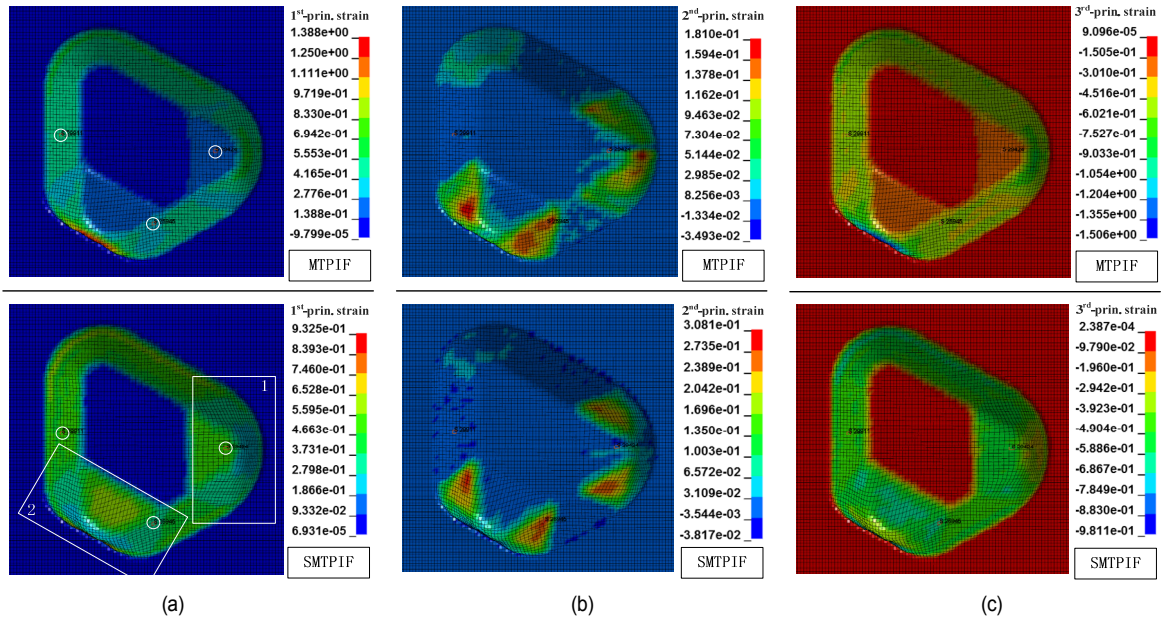 1st-prin. strain
1.388e+00
1.250e+00
1.111e+00
9.719e-01
8.330e-01
6.942e-01
5.553e-01
4.165e-01
2.776e-01
1.388e-01
-9.799e-05
MTPIF
2nd-prin. strain
1.810e-01
1.594e-01
1.378e-01
1.162e-01
9.463e-02
7.304e-02
5.144e-02
2.985e-02
8.256e-03
-1.334e-02
-3.493e-02
MTPIF
3rd-prin. strain
9.096e-05
-1.505e-01
-3.010e-01
-4.516e-01
-6.021e-01
-7.527e-01
-9.033e-01
-1.054e+00
-1.204e+00
-1.355e+00
-1.506e+00
MTPIF
1st-prin. strain
9.325e-01
8.393e-01
7.460e-01
6.528e-01
5.595e-01
4.663e-01
3.731e-01
2.798e-01
1.866e-01
9.332e-02
6.931e-05
1
2
SMTPIF
2nd-prin. strain
3.081e-01
2.735e-01
2.389e-01
2.042e-01
1.696e-01
1.350e-01
1.003e-01
6.572e-02
3.109e-02
-3.544e-03
-3.817e-02
SMTPIF
3rd-prin. strain
2.387e-04
-9.790e-02
-1.960e-01
-2.942e-01
-3.923e-01
-4.904e-01
-5.886e-01
-6.867e-01
-7.849e-01
-8.830e-01
-9.811e-01
SMTPIF
(a)
(b)
(c)